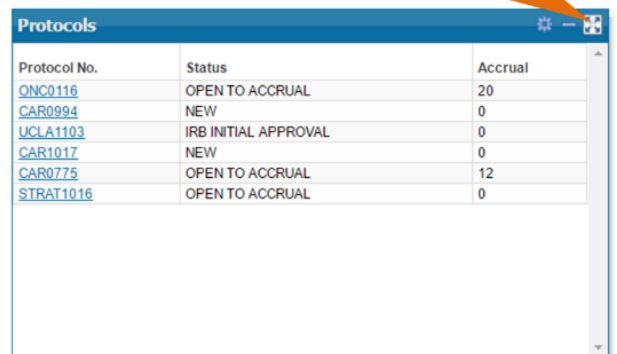 Protocols
Protocol No. Status Accrual
ONC0116 OPEN TO ACCRUAL 20
CAR0994 NEW 0
UCLA1103 IRB INITIAL APPROVAL 0
CAR1017 NEW 0
CAR0775 OPEN TO ACCRUAL 12
STRAT1016 OPEN TO ACCRUAL 0